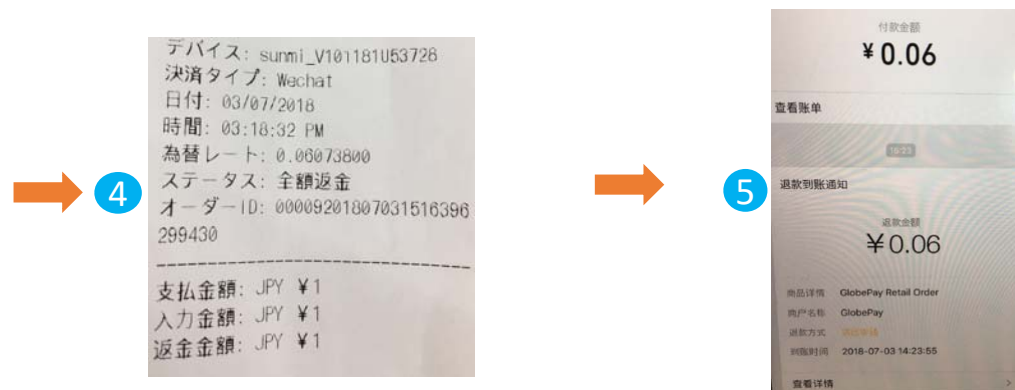 4
デバイス: sunmi_V101181U53728
決済タイプ: Wechat
日付: 03/07/2018
時間: 03:18:32 PM
為替レート: 0.06073800
ステータス: 全額返金
オーダーID: 00009201807031516396
299430
支払金額: JPY ¥1
入力金額: JPY ¥1
返金金額: JPY ¥1
5
付款金额
¥0.06
查看账单
退款到账通知
退款金额
¥0.06
商品详情 GlobePay Retail Order
商户名称 GlobePay
退款方式
到账时间 2018-07-03 14:23:55
查看详情